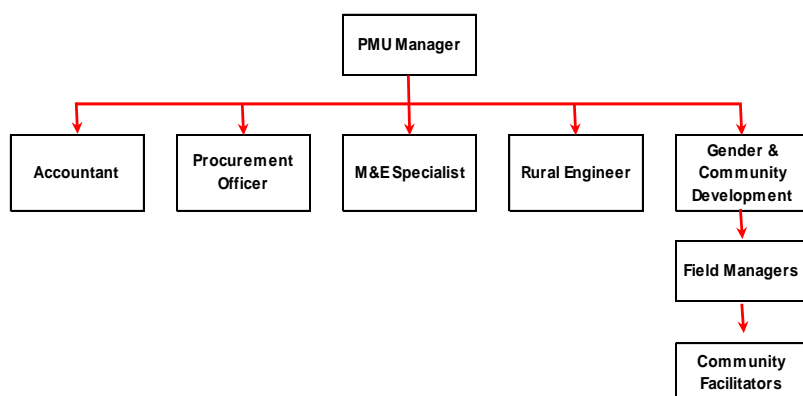 PMU Manager
Accountant
Procurement
Officer
M&E Specialist
Rural Engineer
Gender &
Community
Development
Field Managers
Community
Facilitators